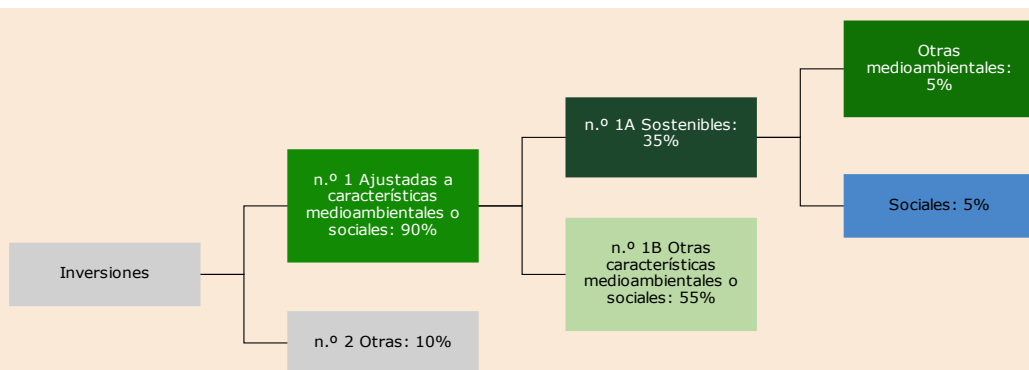 Otras
medioambientales:
5%
n.º 1A Sostenibles:
35%
n.º 1 Ajustadas a
características
medioambientales o
sociales: 90%
Sociales: 5%
n.º 1B Otras
características
medioambientales o
sociales: 55%
Inversiones
n.º 2 Otras: 10%